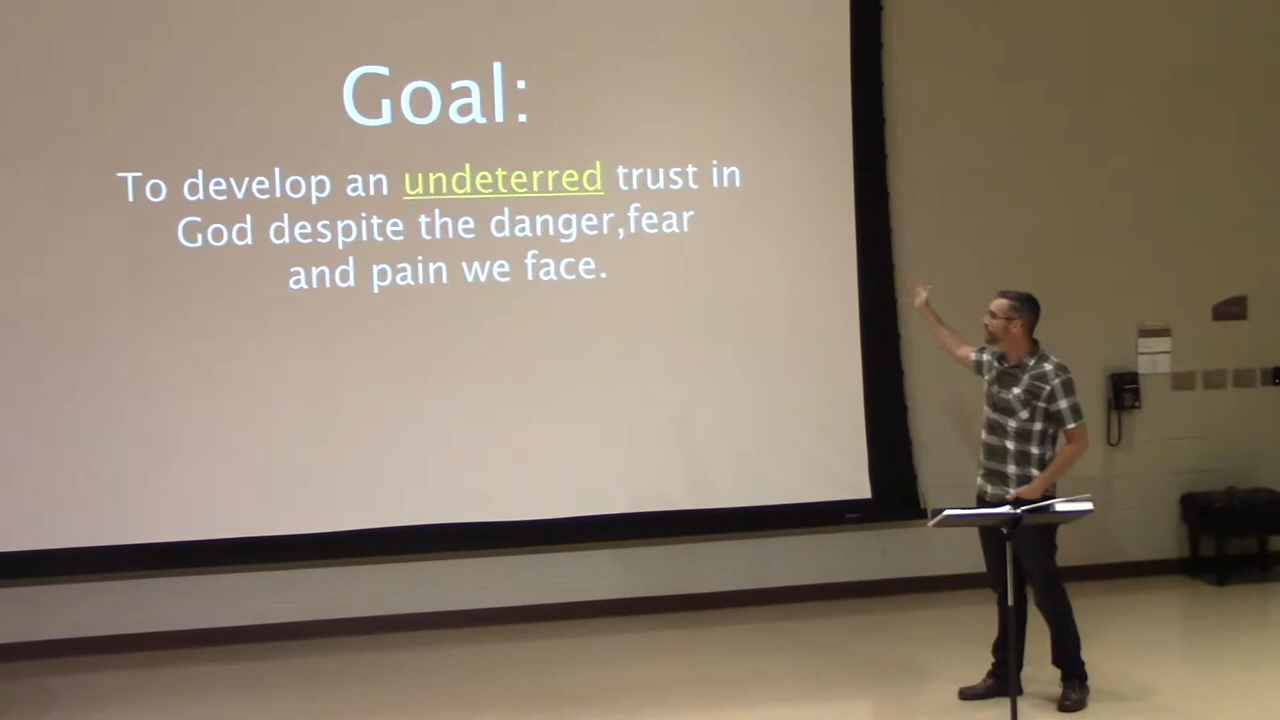 Goal:
To develop an undeterred trust in
God despite the danger,fear
and pain we face.